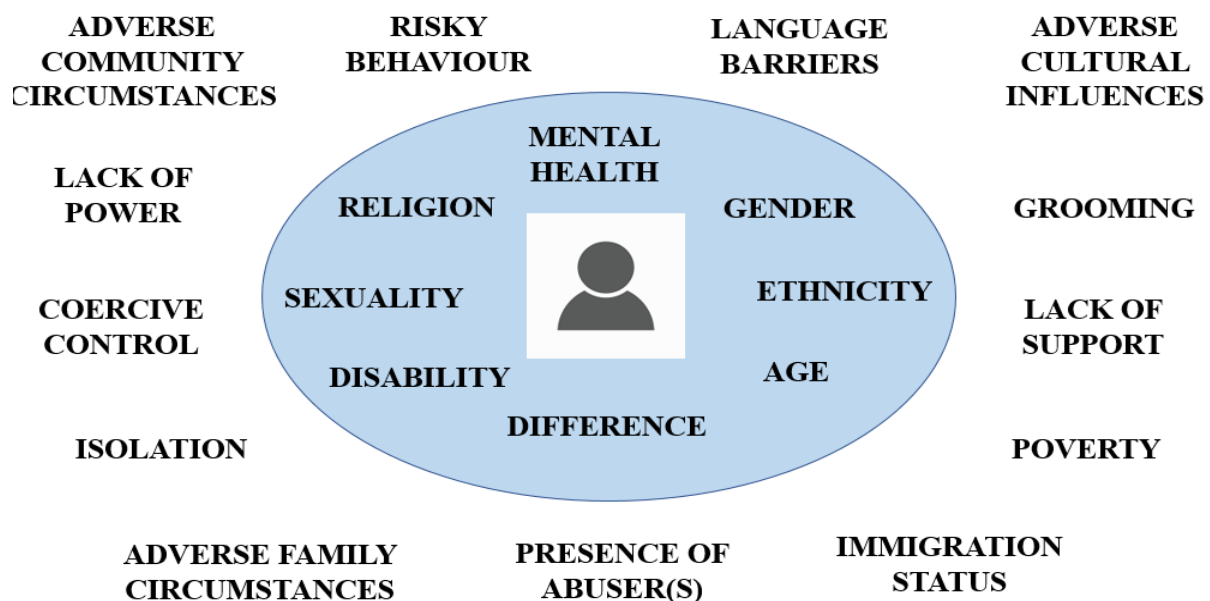 ADVERSE
COMMUNITY
CIRCUMSTANCES
RISKY
BEHAVIOUR
LANGUAGE
BARRIERS
ADVERSE
CULTURAL
INFLUENCES
MENTAL
HEALTH
LACK OF
POWER
RELIGION
GENDER
GROOMING
SEXUALITY
ETHNICITY
COERCIVE
CONTROL
LACK OF
SUPPORT
DISABILITY
AGE
DIFFERENCE
ISOLATION
POVERTY
ADVERSE FAMILY
CIRCUMSTANCES
PRESENCE OF
ABUSER(S)
IMMIGRATION
STATUS